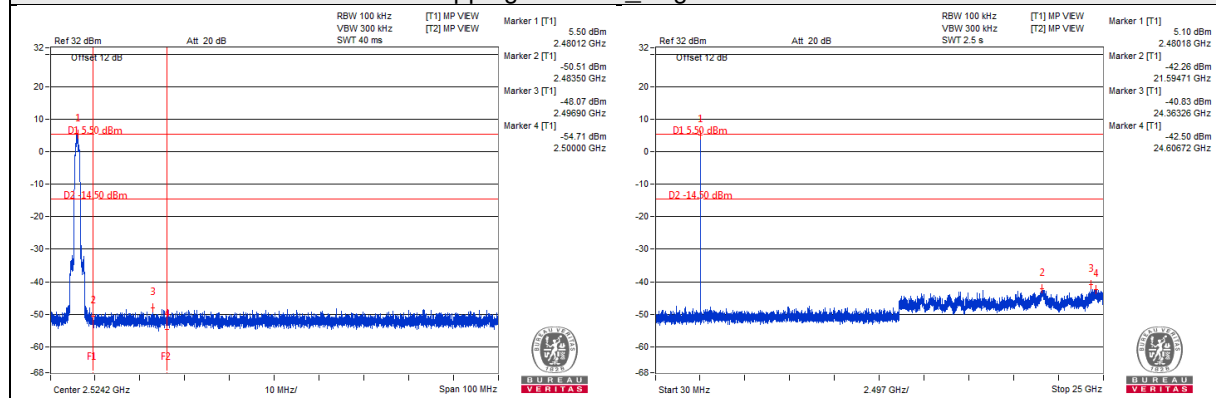 RBW 100 kHz [T1] MP VIEW
VBW 300 kHz [T2] MP VIEW
Ref 32 dBm Att 20 dB SWT 40 ms
Offset 12 dB
32
20
10
0
-10
-20
-30
-40
-50
-60
-68
D1 5.50 dBm
D2 -14.50 dBm
1
2
3
F1
F2
Center 2.5242 GHz 10 MHz/ Span 100 MHz
Marker 1 [T1]
5.50 dBm
2.48012 GHz
Marker 2 [T1]
-50.51 dBm
2.48350 GHz
Marker 3 [T1]
-48.07 dBm
2.49690 GHz
Marker 4 [T1]
-54.71 dBm
2.50000 GHz
BUREAU VERITAS
1828
BUREAU
VERITAS
RBW 100 kHz [T1] MP VIEW
VBW 300 kHz [T2] MP VIEW
Ref 32 dBm Att 20 dB SWT 2.5 s
Offset 12 dB
32
20
10
0
-10
-20
-30
-40
-50
-60
-68
D1 5.50 dBm
D2 -14.50 dBm
1
2
3
4
Start 30 MHz 2.497 GHz/ Stop 25 GHz
Marker 1 [T1]
5.10 dBm
2.48018 GHz
Marker 2 [T1]
-42.26 dBm
21.59471 GHz
Marker 3 [T1]
-40.83 dBm
24.36326 GHz
Marker 4 [T1]
-42.50 dBm
24.60672 GHz
BUREAU VERITAS
1828
BUREAU
VERITAS